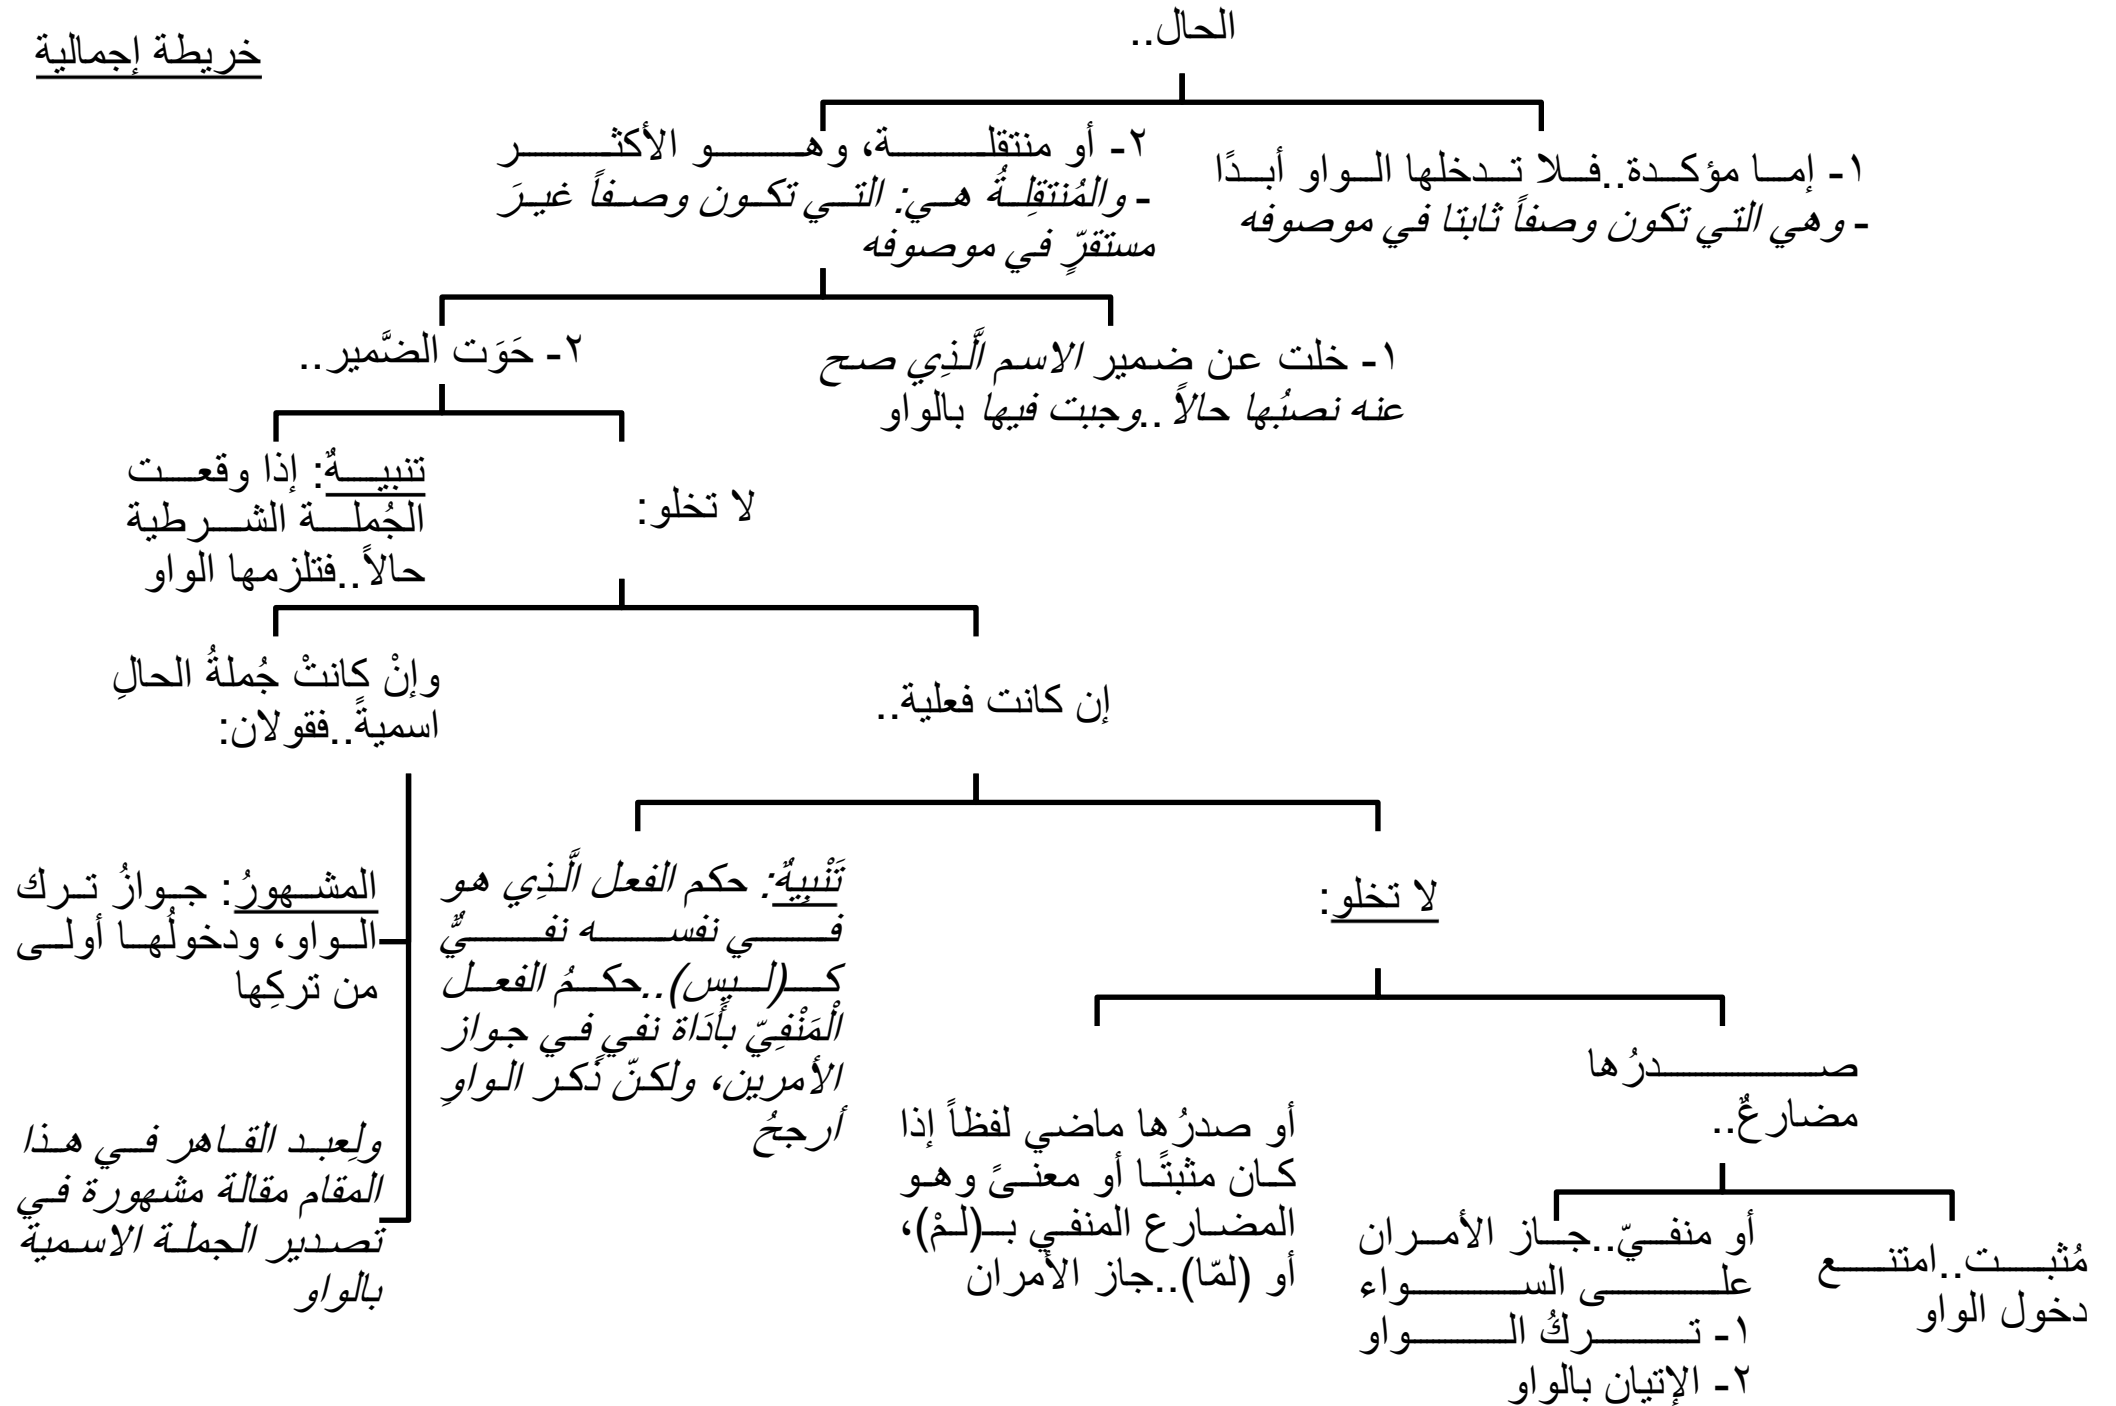 خريطة إجمالية
الحال..
١- إما مؤكدة..فلا تدخلها الواو أبدًا
- وهي التي تكون وصفاً ثابتا في موصوفه
٢- أو منتقلة، وهو الأكثر
- والمُنتقِلةُ هي: التي تكون وصفاً غيرَ
مستقرٍّ في موصوفه
١- خلت عن ضمير الاسم الَّذِي صح
عنه نصبُها حالاً ..وجبت فيها بالواو
٢- حَوَت الضَّمير..
لا تخلو:
تنبيهٌ: إذا وقعت
الجُملة الشرطية
حالاً..فتلزمها الواو
إن كانت فعلية..
وإنْ كانتْ جُملةُ الحالِ
اسميةً..فقولان:
لا تخلو:
تَنْبِيهٌ: حكم الفعل الَّذِي هو
في نفسه نفيٌّ
كـ(ليس)..حكمُ الفعل
الْمَنْفِيّ بأَدَاة نفيٍ في جواز
الأمرين، ولكنّ ذكر الواوِ
أرجحُ
المشهورُ: جوازُ ترك
الواو، ودخولُها أولى
من تركِها
ولِعبد القاهر في هذا
المقام مقالة مشهورة في
تصدير الجملة الاسمية
بالواو
صدرُها
مضارعٌ..
أو صدرُها ماضي لفظاً إذا
كان مثبتًا أو معنىً وهو
المضارع المنفي بـ(لمْ)،
أو (لمّا)..جاز الأمران
مُثبت..امتنع
دخول الواو
أو منفيّ..جاز الأمران
على السواء
١- تركُ الواو
٢- الإتيان بالواو